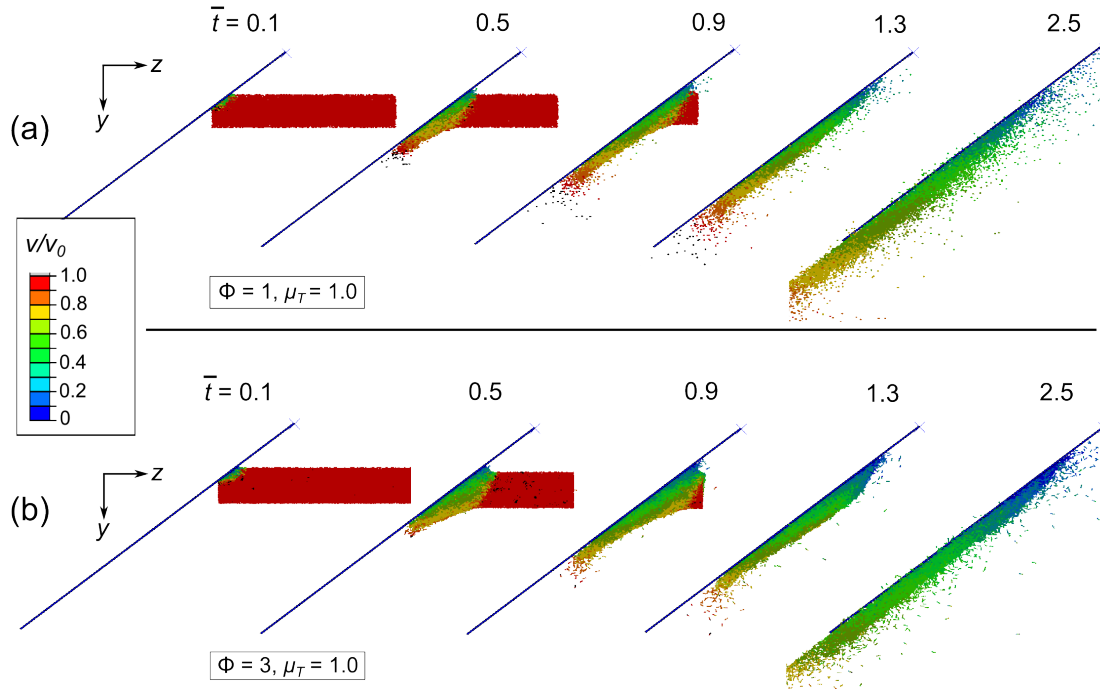 t̅ = 0.1 0.5 0.9 1.3 2.5
z
y
(a)
v/v₀
1.0
0.8
0.6
0.4
0.2
0
Φ = 1, μ_T = 1.0
t̅ = 0.1 0.5 0.9 1.3 2.5
z
y
(b)
Φ = 3, μ_T = 1.0